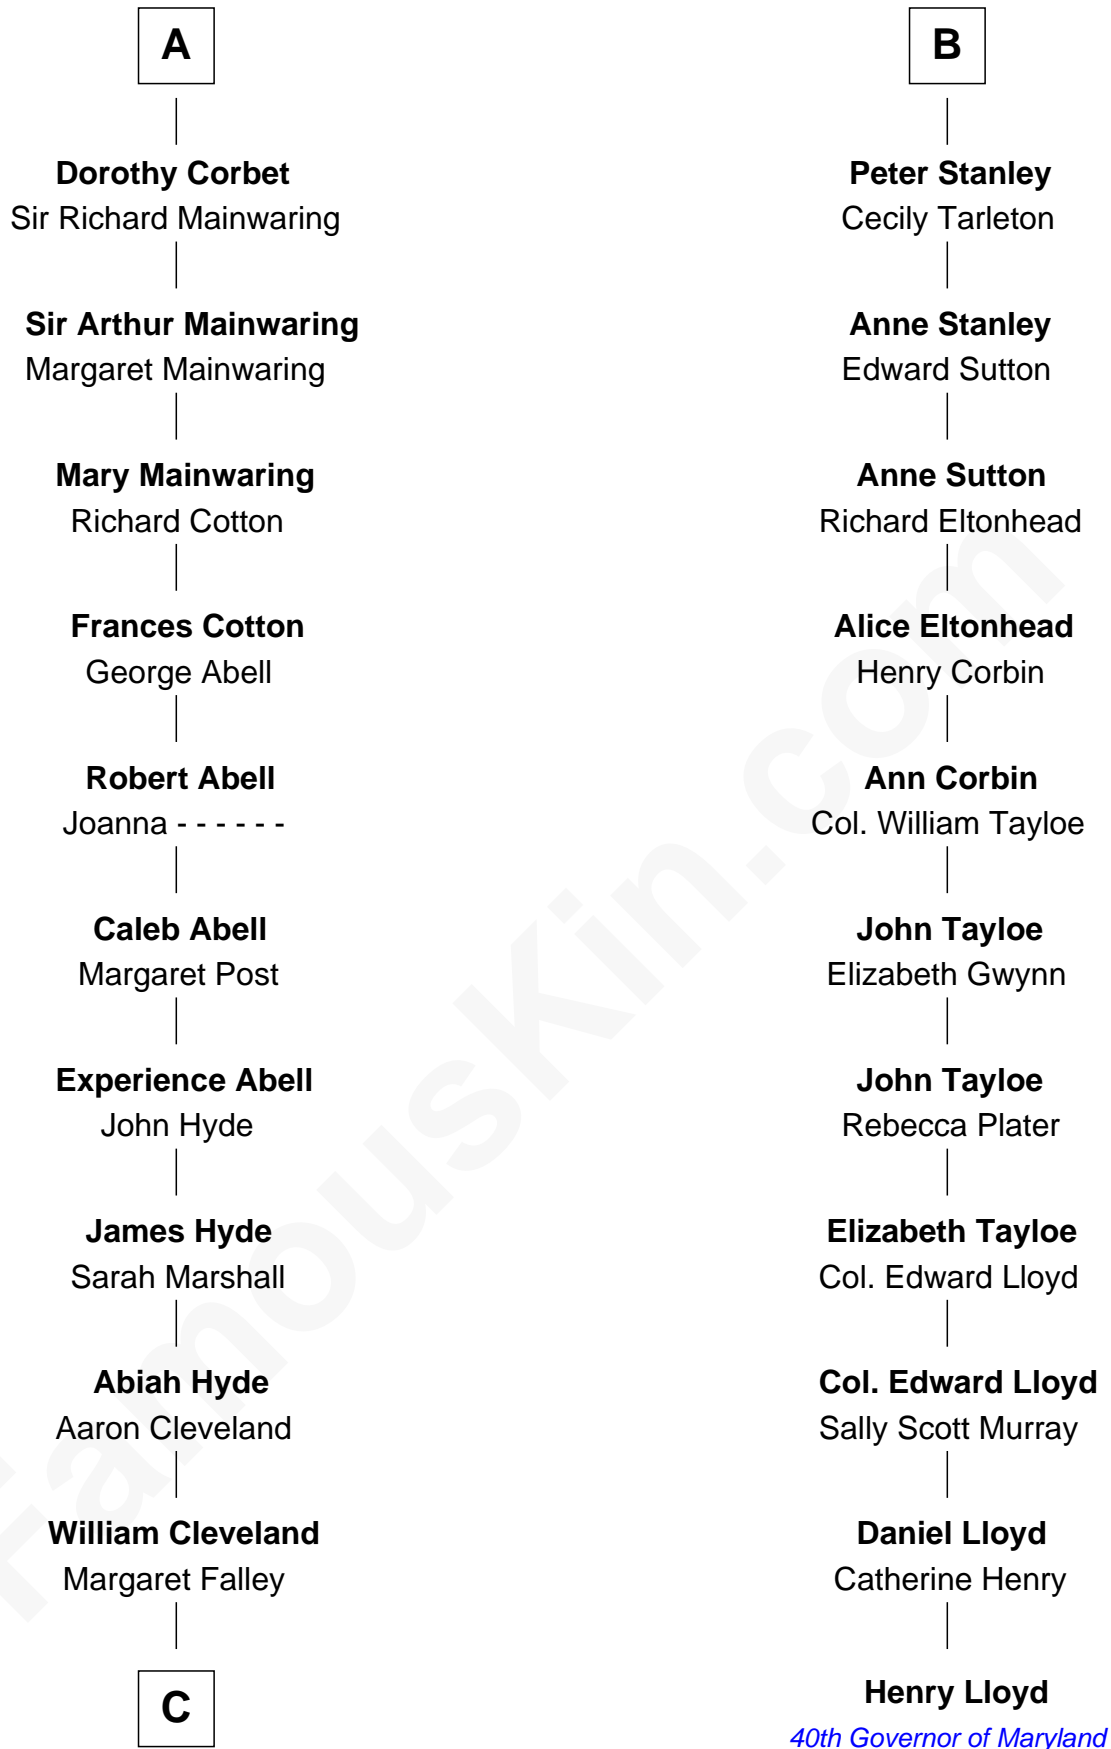 A
Dorothy Corbet
Sir Richard Mainwaring
Sir Arthur Mainwaring
Margaret Mainwaring
Mary Mainwaring
Richard Cotton
Frances Cotton
George Abell
Robert Abell
Joanna - - - - - -
Caleb Abell
Margaret Post
Experience Abell
John Hyde
James Hyde
Sarah Marshall
Abiah Hyde
Aaron Cleveland
William Cleveland
Margaret Falley
C
B
Peter Stanley
Cecily Tarleton
Anne Stanley
Edward Sutton
Anne Sutton
Richard Eltonhead
Alice Eltonhead
Henry Corbin
Ann Corbin
Col. William Tayloe
John Tayloe
Elizabeth Gwynn
John Tayloe
Rebecca Plater
Elizabeth Tayloe
Col. Edward Lloyd
Col. Edward Lloyd
Sally Scott Murray
Daniel Lloyd
Catherine Henry
Henry Lloyd
40th Governor of Maryland
FamousKin.com